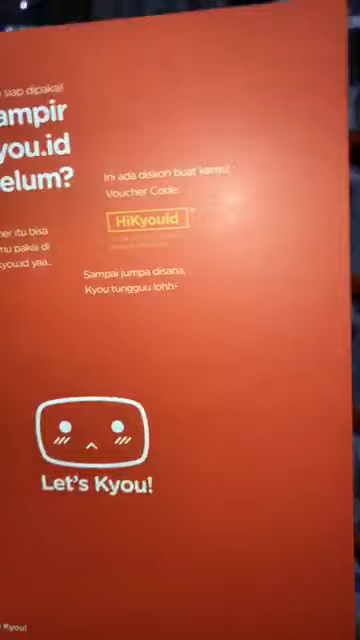 siap dipakai!
ampir
you.id
elum?
Ini ada diskon buat kamu!
Voucher Code:
HiKyouId
er itu bisa
mu pakai di
kyou.id yaa..
Sampai jumpa disana,
Kyou tungguu lohh~
Let's Kyou!
Kyou!